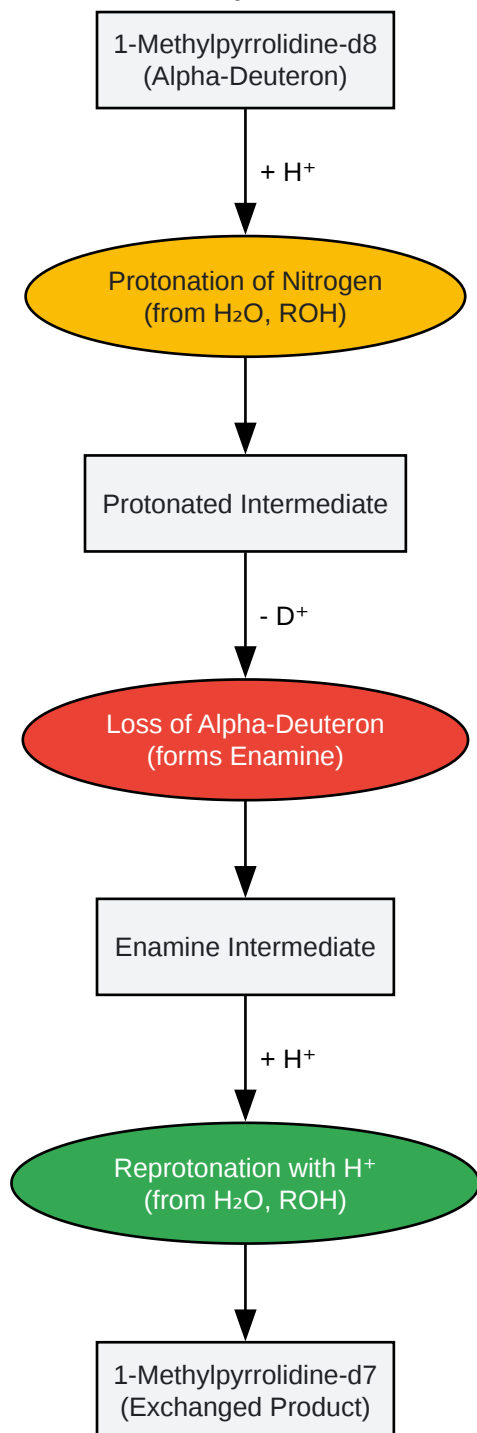 1-Methylpyrrolidine-d8
(Alpha-Deuteron)
+ H⁺
Protonation of Nitrogen
(from H₂O, ROH)
Protonated Intermediate
- D⁺
Loss of Alpha-Deuteron
(forms Enamine)
Enamine Intermediate
+ H⁺
Reprotonation with H⁺
(from H₂O, ROH)
1-Methylpyrrolidine-d7
(Exchanged Product)